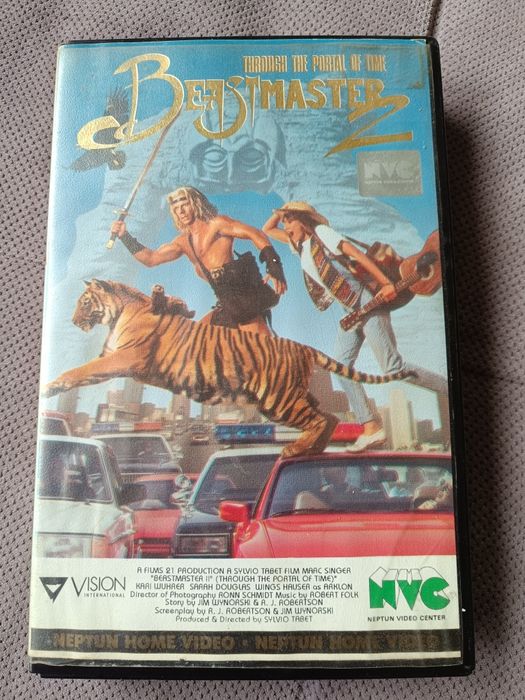 THROUGH THE PORTAL OF TIME
BEASTMASTER
2
NVC
NEPTUN VIDEO CENTER
A FILMS 21 PRODUCTION A SYLVIO TABET FILM MARC SINGER
"BEASTMASTER II" (THROUGH THE PORTAL OF TIME)
KARI WUHRER SARAH DOUGLAS WINGS HAUSER as ARKLON
Director of Photography RONN SCHMIDT Music by ROBERT FOLK
Story by JIM WYNORSKI & R. J. ROBERTSON
Screenplay by R. J. ROBERTSON & JIM WYNORSKI
Produced & Directed by SYLVIO TABET
VISION
INTERNATIONAL
NVC
NEPTUN VIDEO CENTER
NEPTUN HOME VIDEO • NEPTUN HOME VIDEO